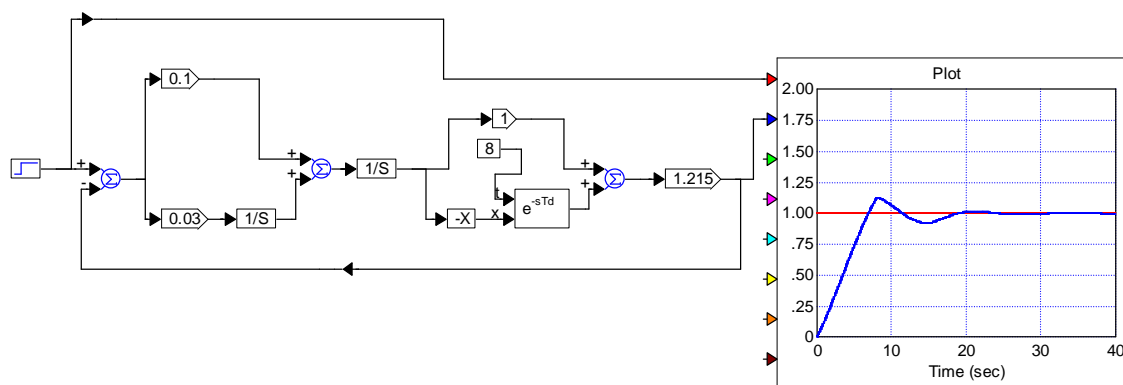 Plot
2.00
1.75
1.50
1.25
1.00
.75
.50
.25
0
0 10 20 30 40
Time (sec)
0.1
+
-
Σ
0.03
1/S
+
+
Σ
1/S
1
8
-X
t
x
e^-sTd
+
+
Σ
1.215